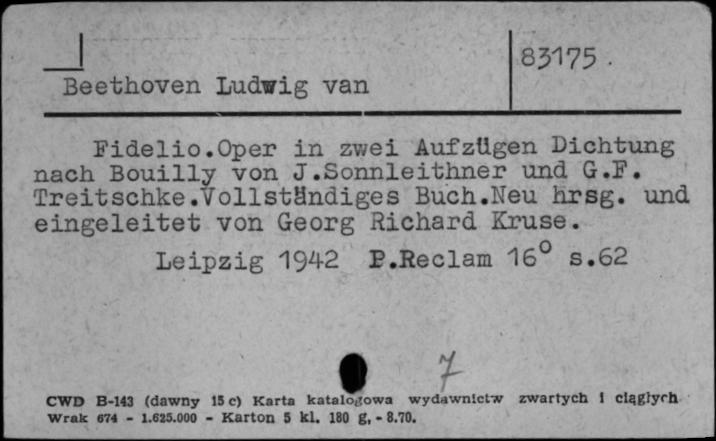 83175.
Beethoven Ludwig van
Fidelio.Oper in zwei Aufzügen Dichtung
nach Bouilly von J.Sonnleithner und G.F.
Treitschke.Vollständiges Buch.Neu hrsg. und
eingeleitet von Georg Richard Kruse.
Leipzig 1942 P.Reclam 16° s.62
7
CWD B-143 (dawny 15 c) Karta katalogowa wydawnictw zwartych i ciągłych
Wrak 674 - 1.625.000 - Karton 5 kl. 180 g, - 8.70.